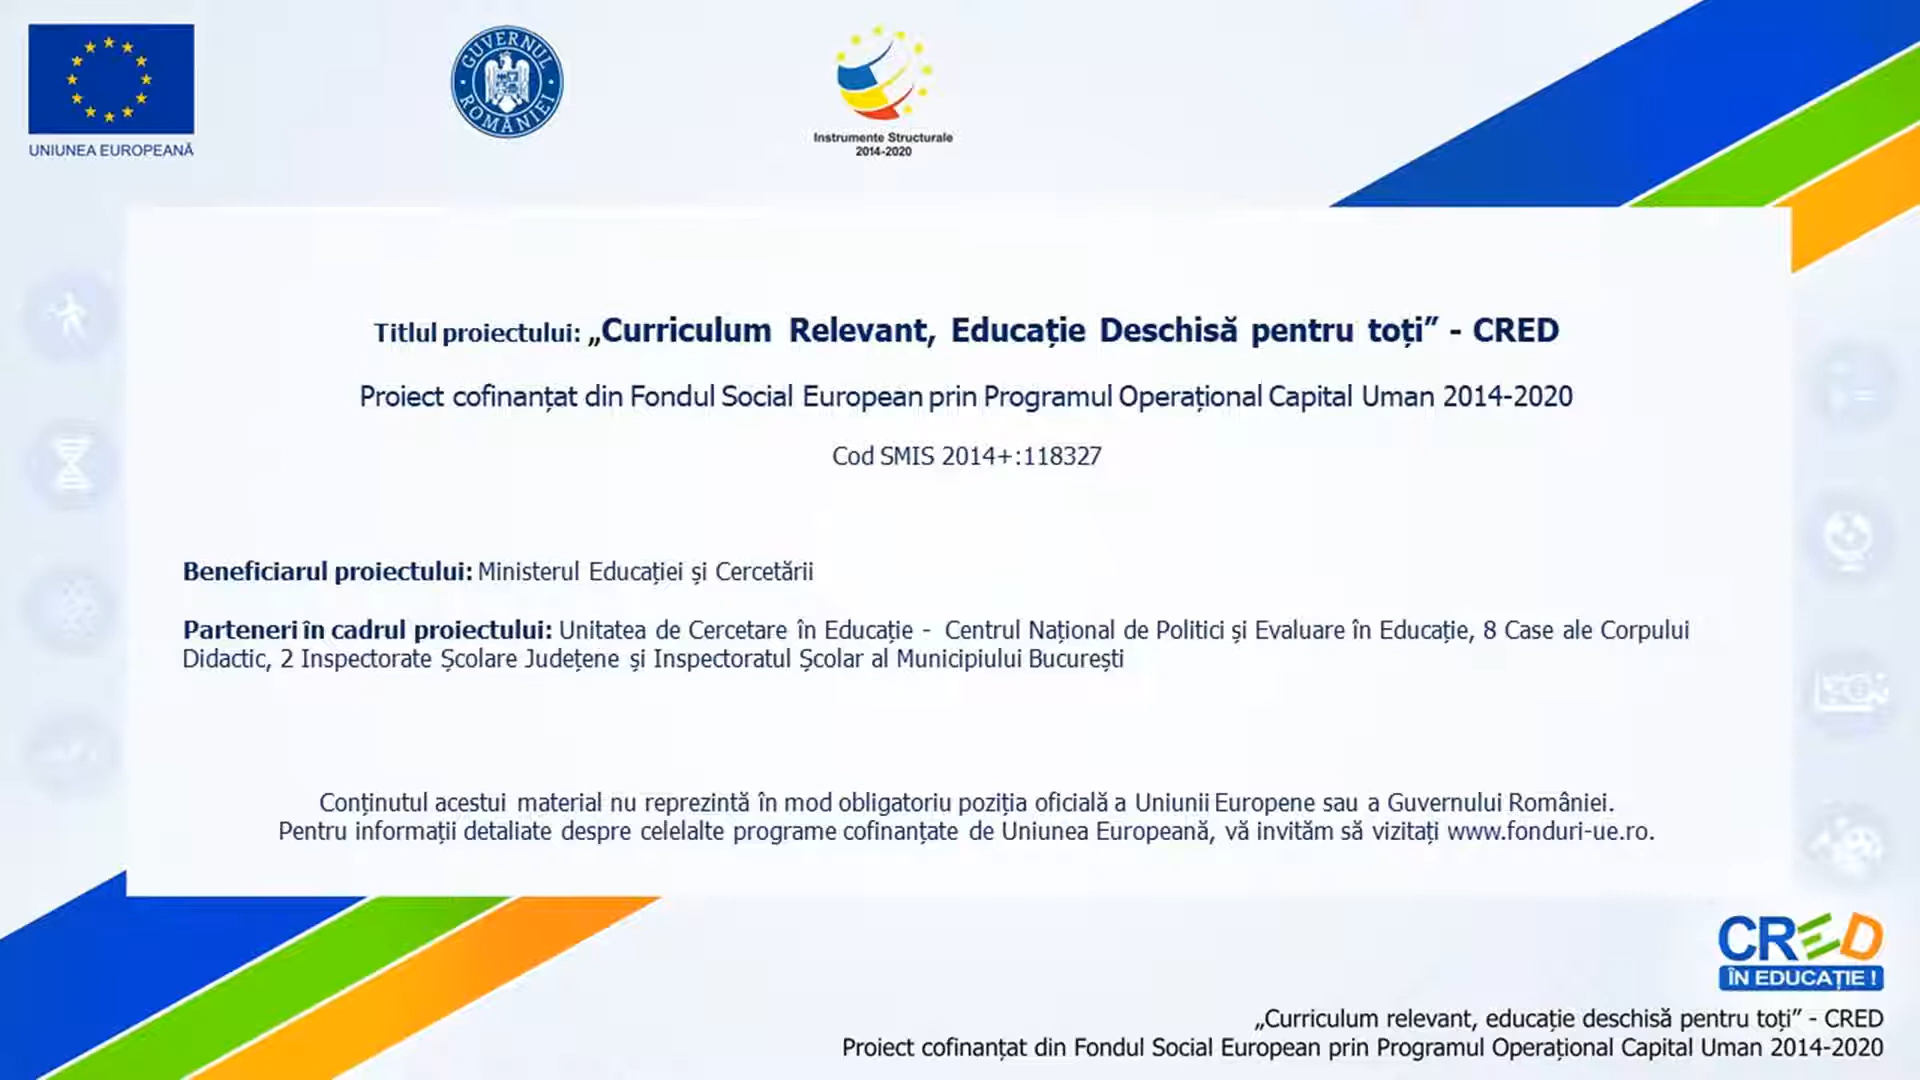 UNIUNEA EUROPEANĂ
GUVERNUL ROMÂNIEI
Instrumente Structurale
2014-2020
Titlul proiectului: „Curriculum Relevant, Educație Deschisă pentru toți” - CRED
Proiect cofinanțat din Fondul Social European prin Programul Operațional Capital Uman 2014-2020
Cod SMIS 2014+:118327
Beneficiarul proiectului: Ministerul Educației și Cercetării
Parteneri în cadrul proiectului: Unitatea de Cercetare în Educație - Centrul Național de Politici și Evaluare în Educație, 8 Case ale Corpului
Didactic, 2 Inspectorate Școlare Județene și Inspectoratul Școlar al Municipiului București
Conținutul acestui material nu reprezintă în mod obligatoriu poziția oficială a Uniunii Europene sau a Guvernului României.
Pentru informații detaliate despre celelalte programe cofinanțate de Uniunea Europeană, vă invităm să vizitați www.fonduri-ue.ro.
CRED
ÎN EDUCAȚIE !
„Curriculum relevant, educație deschisă pentru toți” - CRED
Proiect cofinanțat din Fondul Social European prin Programul Operațional Capital Uman 2014-2020